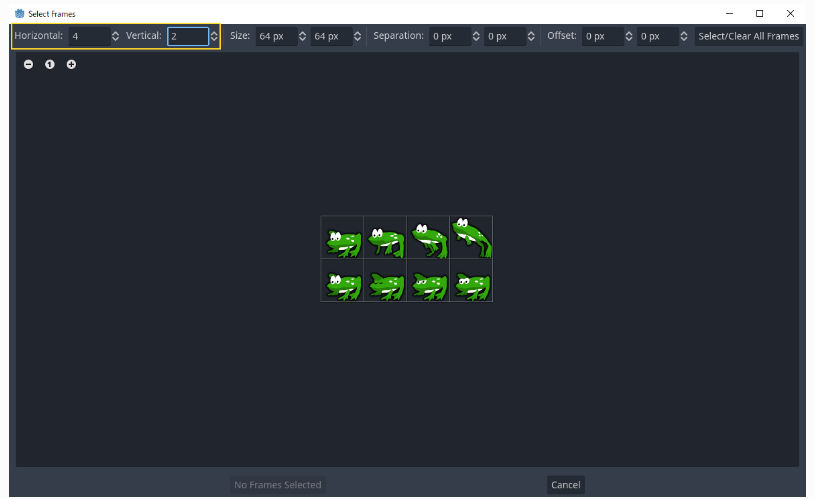 Select Frames
Horizontal: 4 Vertical: 2 Size: 64 px 64 px Separation: 0 px 0 px Offset: 0 px 0 px Select/Clear All Frames
1
No Frames Selected Cancel